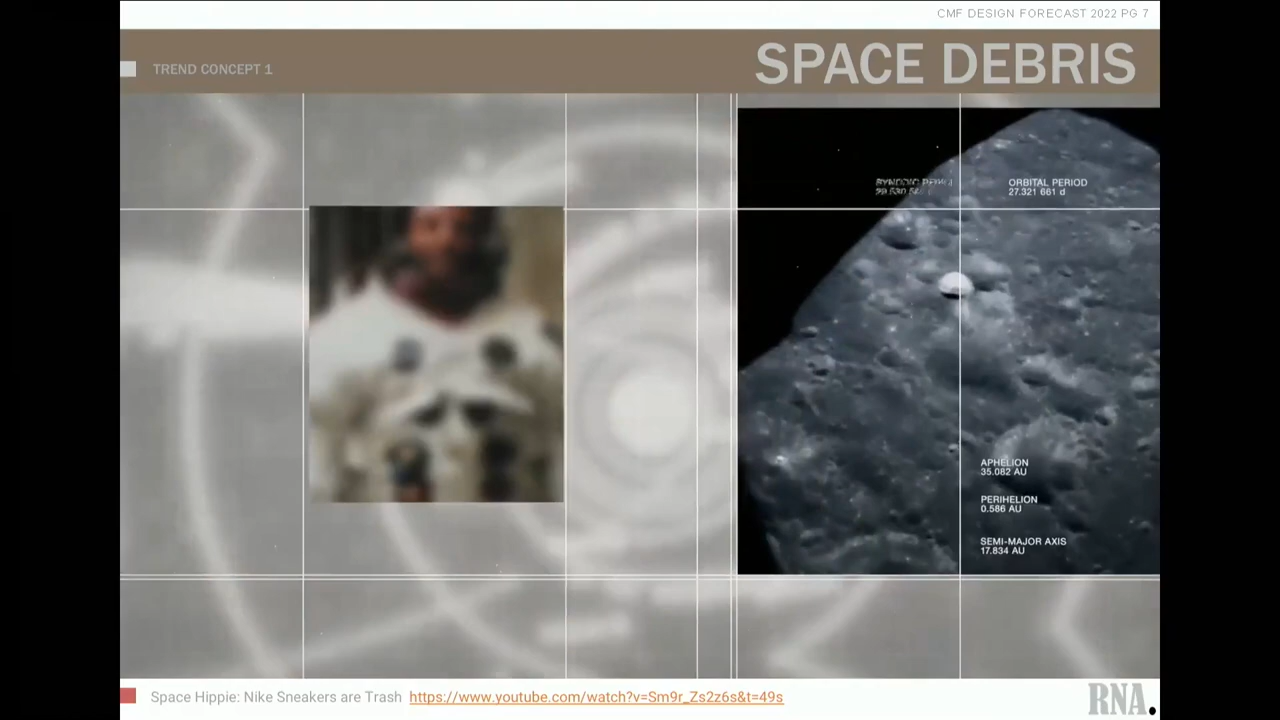 CMF DESIGN FORECAST 2022 PG 7
TREND CONCEPT 1
SPACE DEBRIS
ORBITAL PERIOD
27.321 661 d
APHELION
35.082 AU
PERIHELION
0.586 AU
SEMI-MAJOR AXIS
17.834 AU
Space Hippie: Nike Sneakers are Trash https://www.youtube.com/watch?v=Sm9r_Zs2z6s&t=49s
RNA.